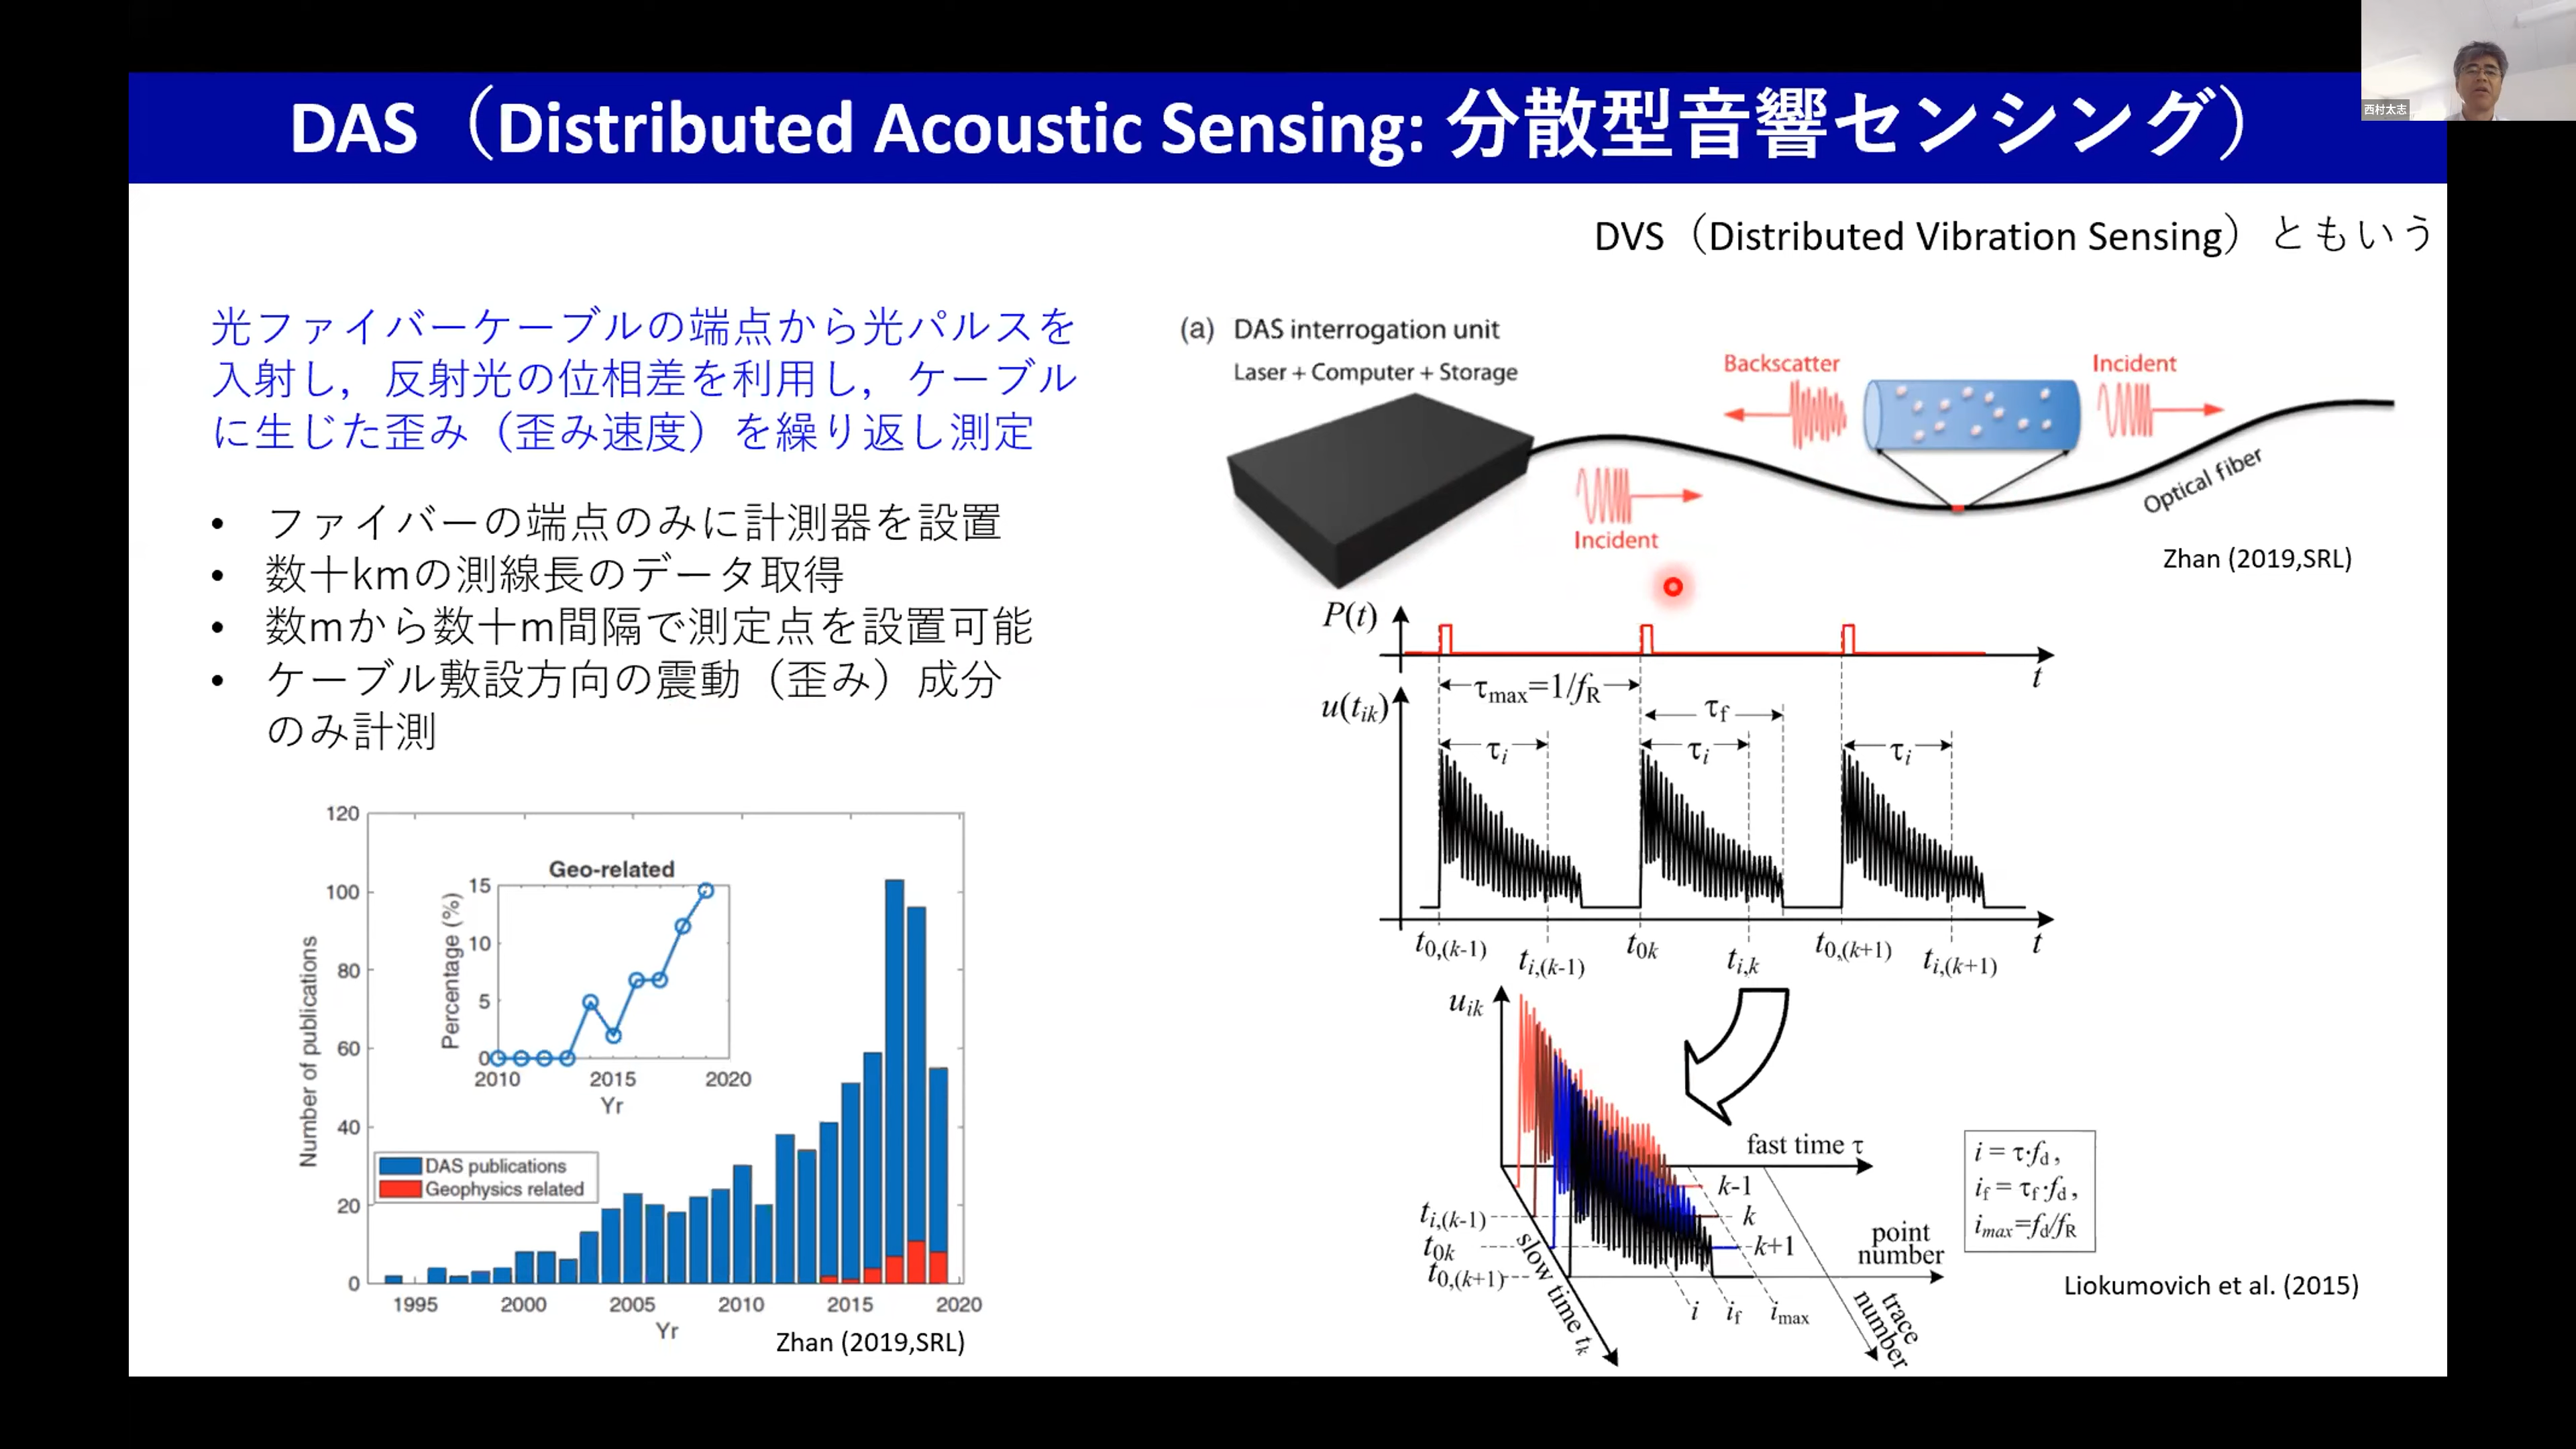 DAS（Distributed Acoustic Sensing: 分散型音響センシング）
西村太志
DVS（Distributed Vibration Sensing）ともいう
光ファイバーケーブルの端点から光パルスを
入射し，反射光の位相差を利用し，ケーブル
に生じた歪み（歪み速度）を繰り返し測定
• ファイバーの端点のみに計測器を設置
• 数十kmの測線長のデータ取得
• 数mから数十m間隔で測定点を設置可能
• ケーブル敷設方向の震動（歪み）成分
のみ計測
120
100
80
60
40
20
0
Number of publications
Geo-related
15
10
5
0
Percentage (%)
2010 2015 2020
Yr
DAS publications
Geophysics related
1995 2000 2005 2010 2015 2020
Yr
Zhan (2019,SRL)
(a) DAS interrogation unit
Laser + Computer + Storage
Backscatter
Incident
Incident
Optical fiber
Zhan (2019,SRL)
P(t)
t
τmax=1/fR
u(tik)
τf
τi τi τi
t0,(k-1) ti,(k-1) t0k ti,k t0,(k+1) ti,(k+1) t
uik
fast time τ
k-1
k
k+1
ti,(k-1)
t0k
t0,(k+1)
slow time tk
point
number
trace
number
i if imax
i = τ·fd,
if = τf·fd,
imax=fd/fR
Liokumovich et al. (2015)